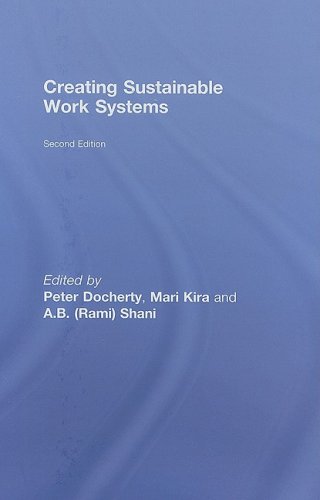 Creating Sustainable
Work Systems
Second Edition
Edited by
Peter Docherty, Mari Kira and
A.B. (Rami) Shani